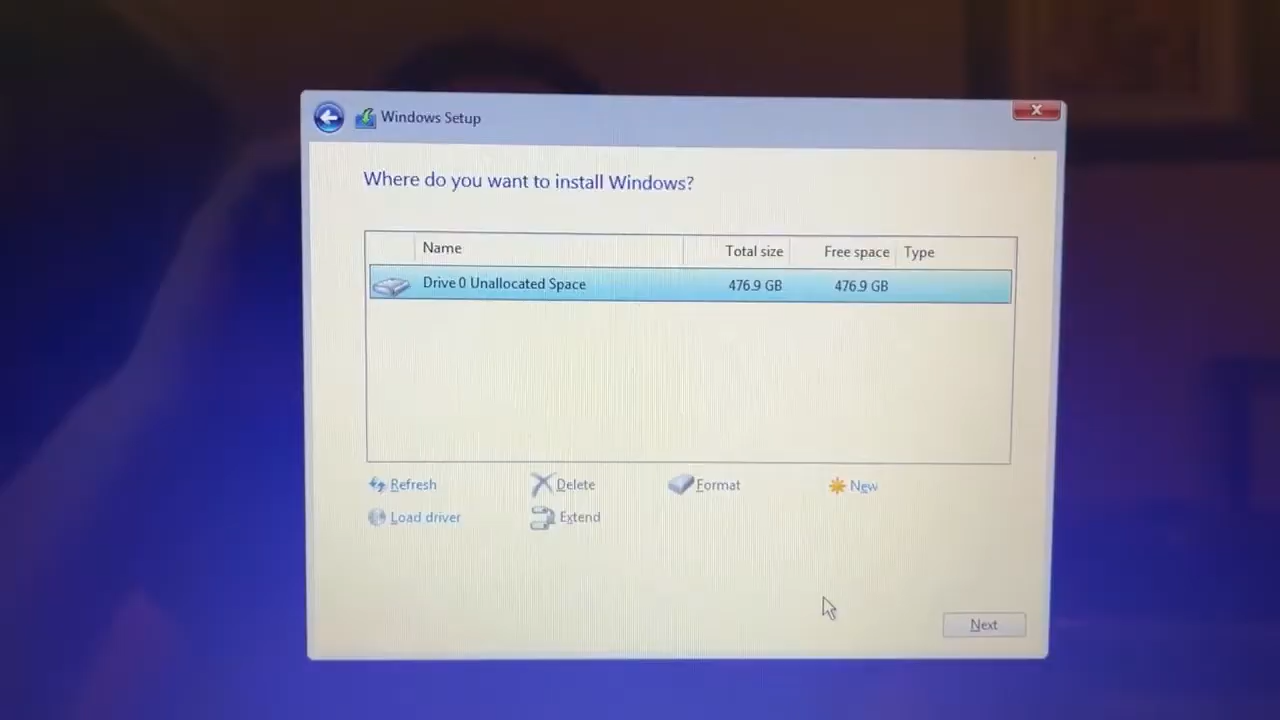 Windows Setup
Where do you want to install Windows?
Name Total size Free space Type
Drive 0 Unallocated Space 476.9 GB 476.9 GB
Refresh Delete Format New
Load driver Extend
Next